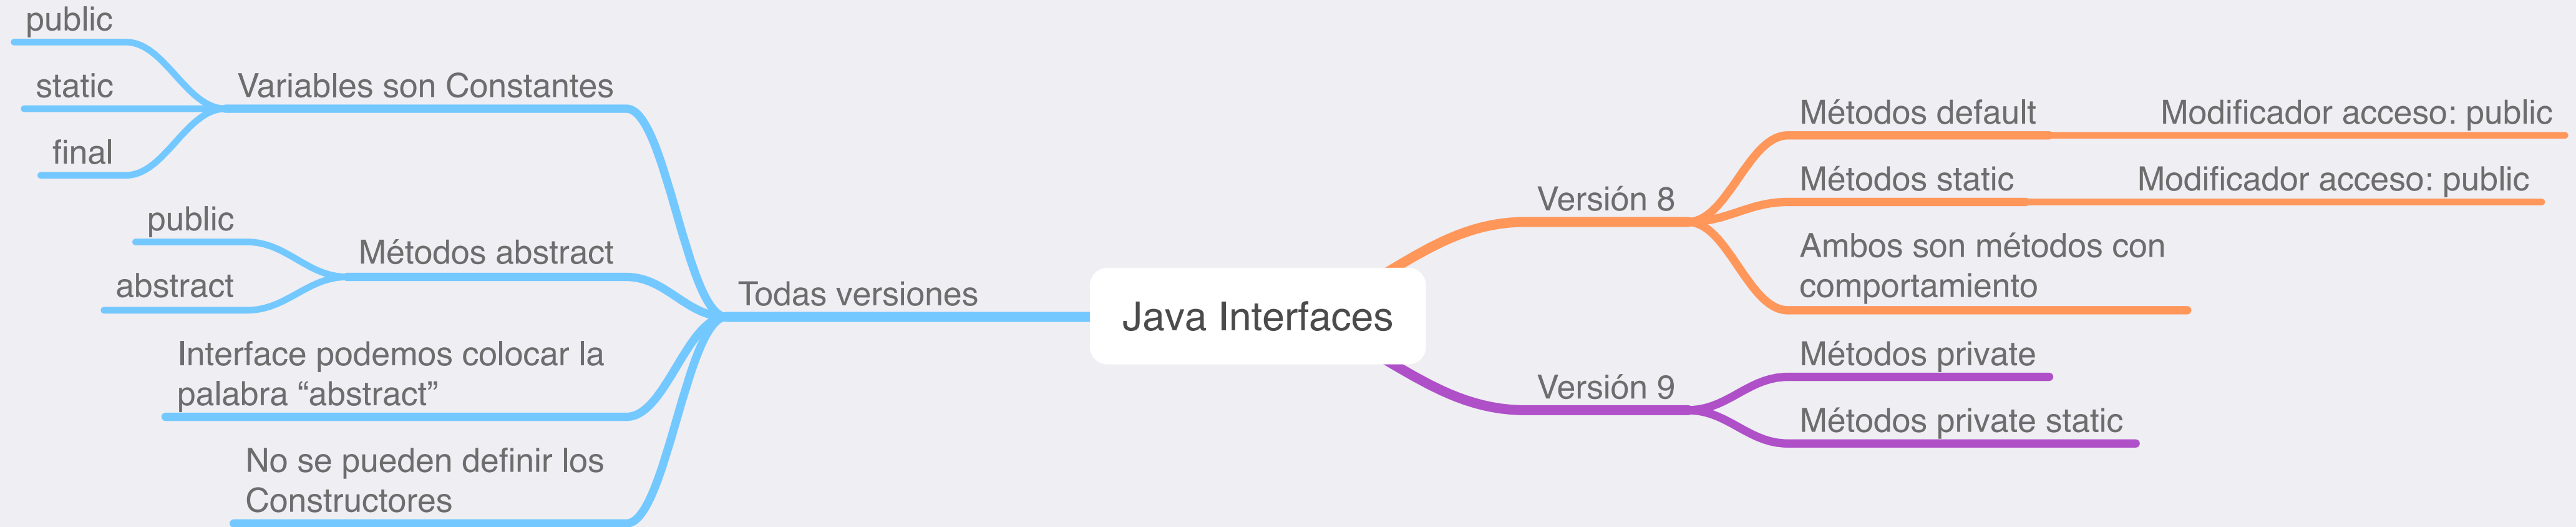 public
static
final
Variables son Constantes
public
abstract
Métodos abstract
Interface podemos colocar la
palabra “abstract”
No se pueden definir los
Constructores
Todas versiones
Java Interfaces
Versión 8
Métodos default
Modificador acceso: public
Métodos static
Modificador acceso: public
Ambos son métodos con
comportamiento
Versión 9
Métodos private
Métodos private static